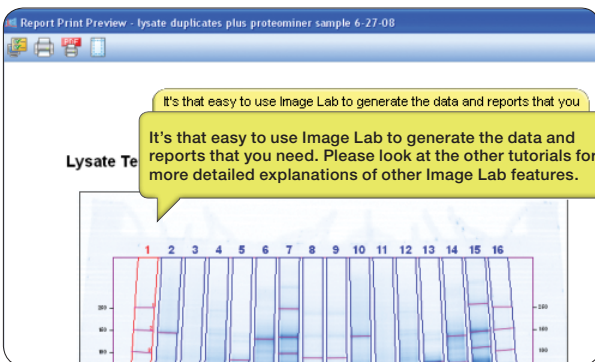 Report Print Preview - lysate duplicates plus proteominer sample 6-27-08
PDF
It's that easy to use Image Lab to generate the data and reports that you
It's that easy to use Image Lab to generate the data and
reports that you need. Please look at the other tutorials for
more detailed explanations of other Image Lab features.
Lysate Te
1 2 3 4 5 6 7 8 9 10 11 12 13 14 15 16